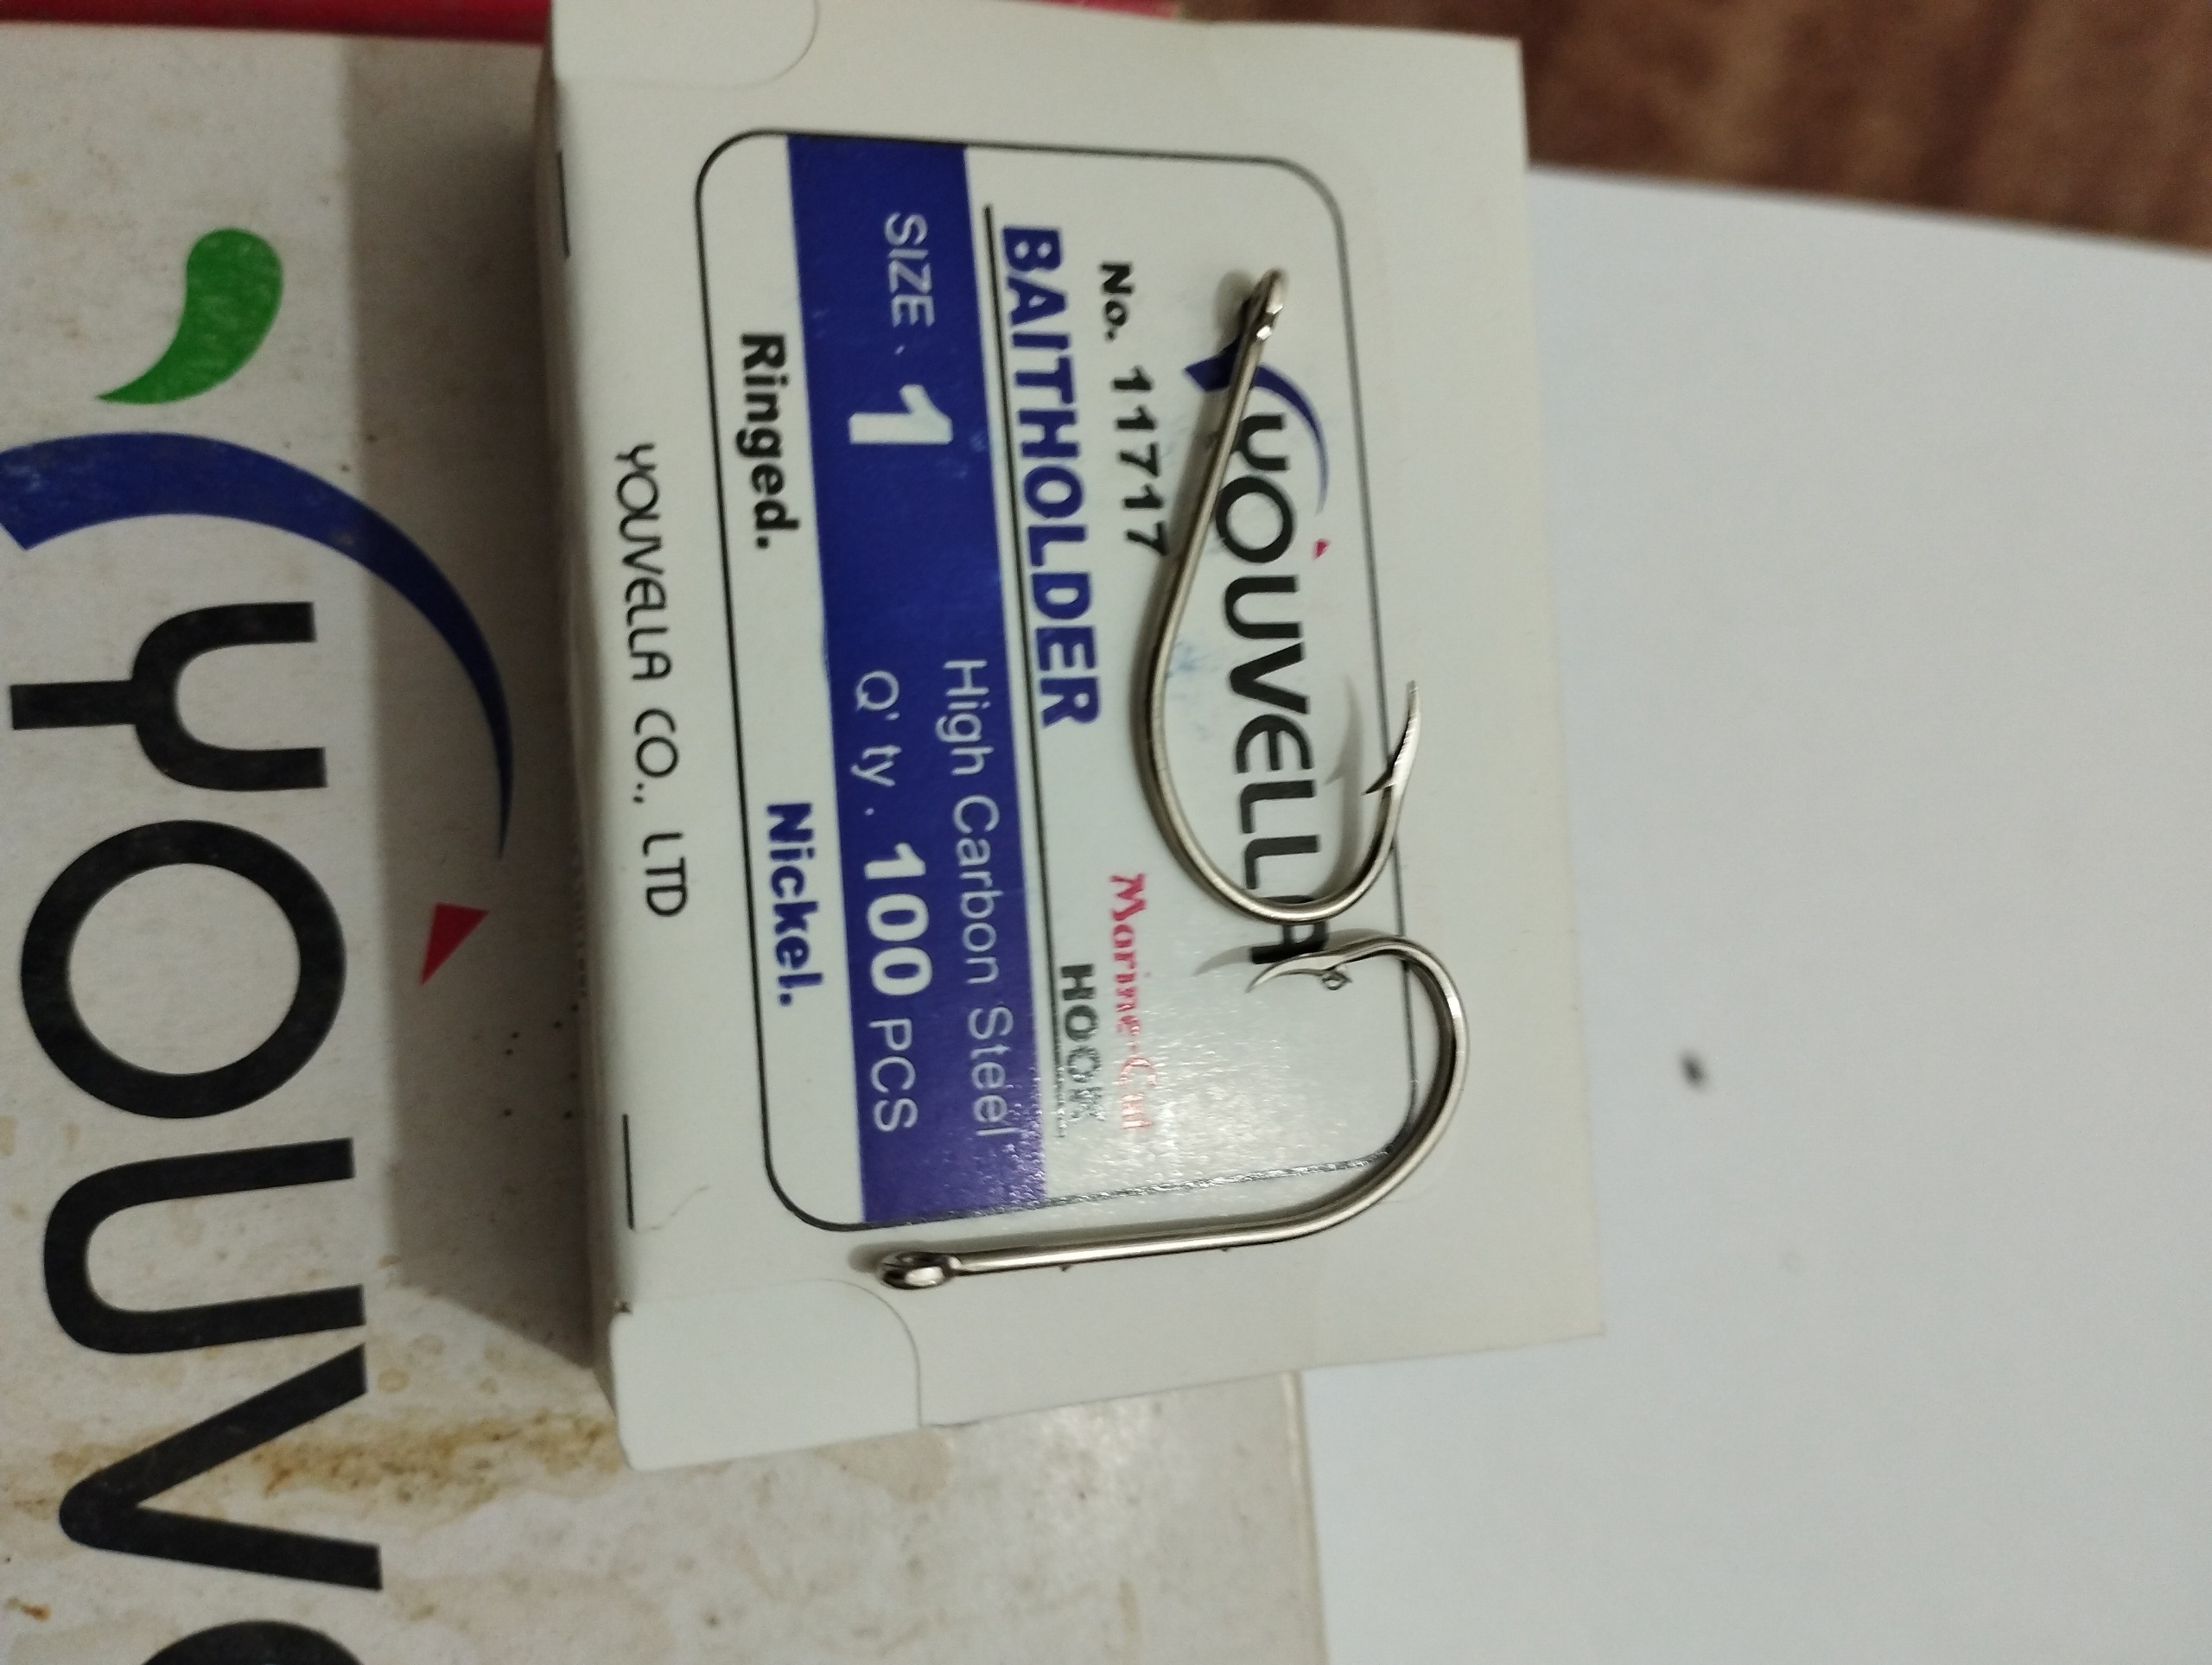 YOUVELLA
No. 11717 Marine-Cut
BAITHOLDER HOOK
High Carbon Steel
SIZE . 1 Q' ty . 100 PCS
Ringed. Nickel.
YOUVELLA CO., LTD
YOUV